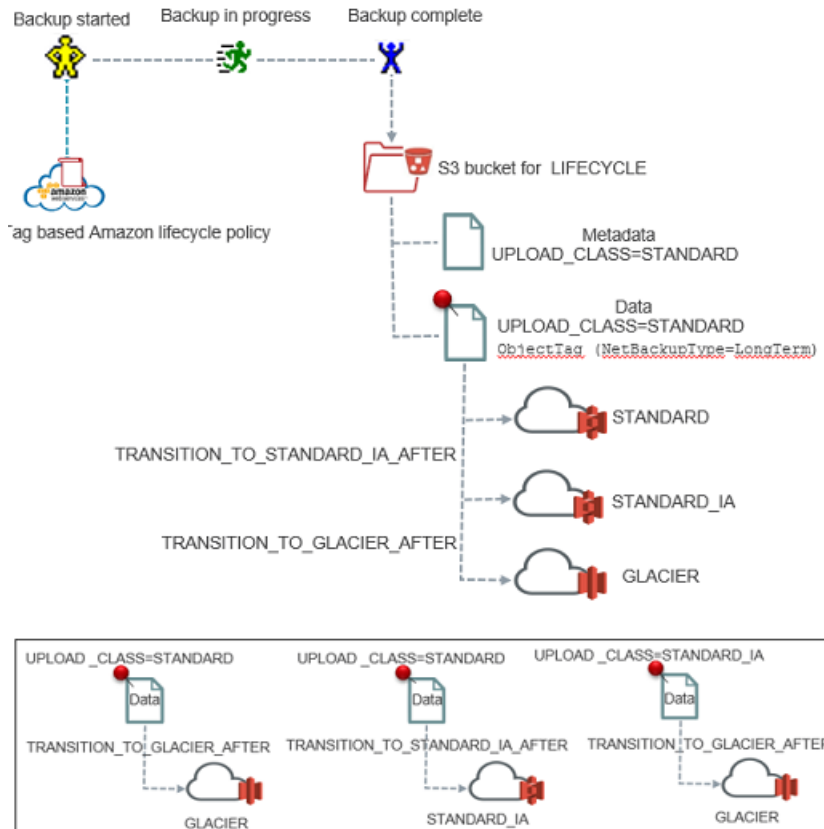 Backup started
Backup in progress
Backup complete
amazon
webservices
Tag based Amazon lifecycle policy
S3 bucket for LIFECYCLE
Metadata
UPLOAD_CLASS=STANDARD
Data
UPLOAD_CLASS=STANDARD
ObjectTag (NetBackupType=LongTerm)
STANDARD
TRANSITION_TO_STANDARD_IA_AFTER
STANDARD_IA
TRANSITION_TO_GLACIER_AFTER
GLACIER
UPLOAD _CLASS=STANDARD
Data
TRANSITION_TO_GLACIER_AFTER
GLACIER
UPLOAD _CLASS=STANDARD
Data
TRANSITION_TO_STANDARD_IA_AFTER
STANDARD_IA
UPLOAD _CLASS=STANDARD_IA
Data
TRANSITION_TO_GLACIER_AFTER
GLACIER